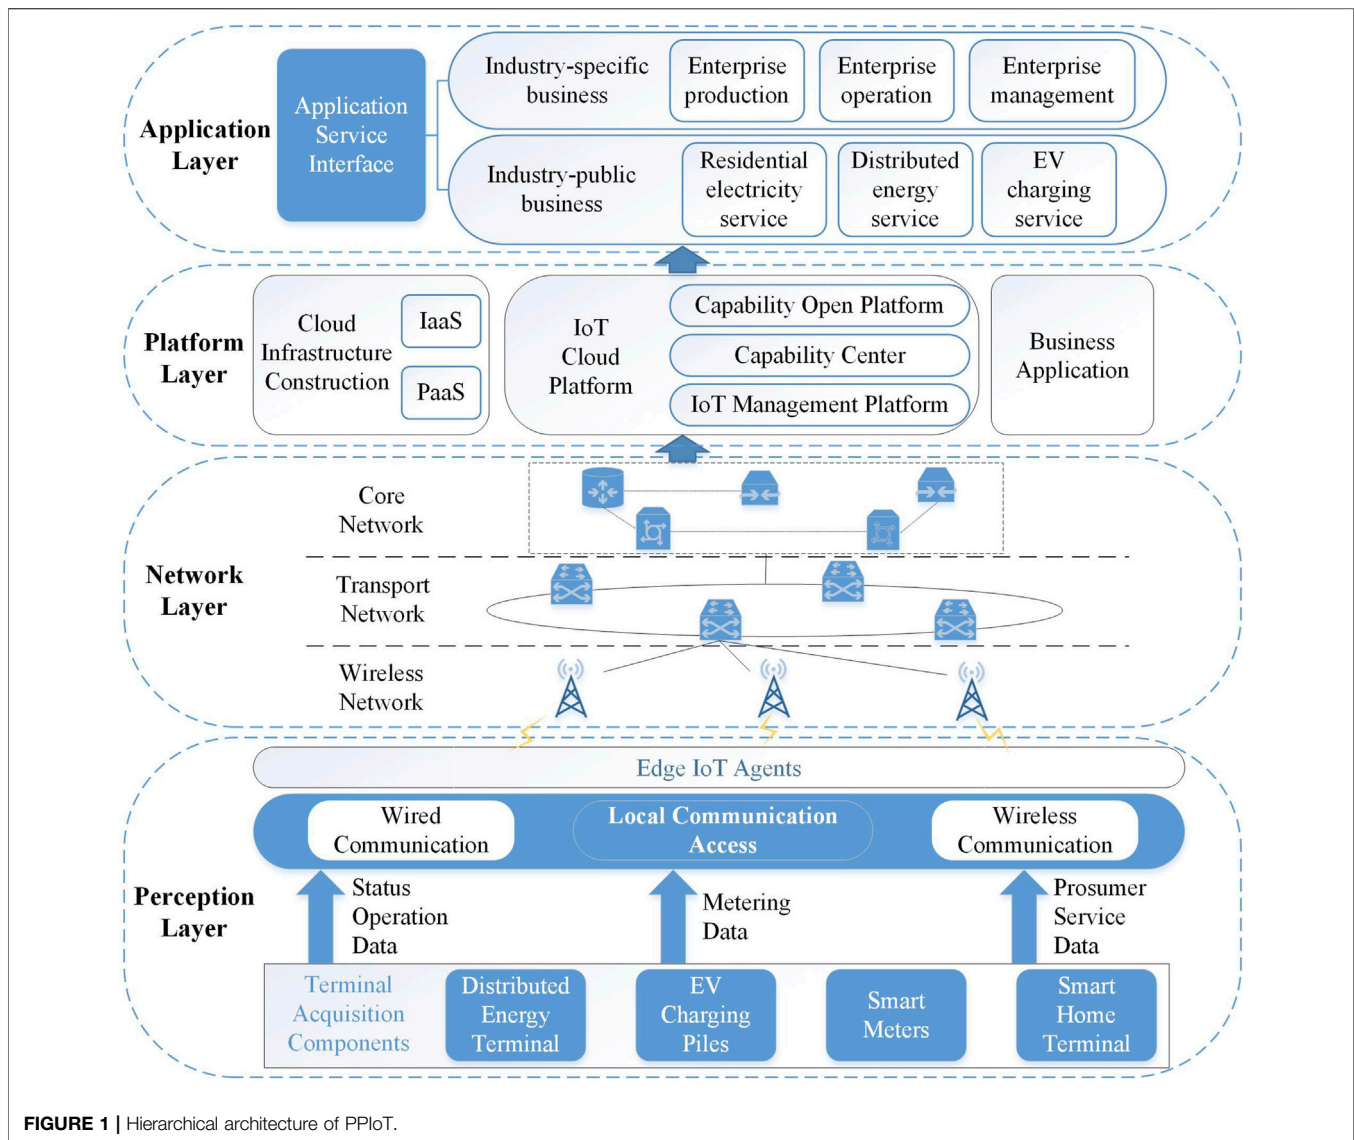 Application
Layer
Application
Service
Interface
Industry-specific
business
Enterprise
production
Enterprise
operation
Enterprise
management
Industry-public
business
Residential
electricity
service
Distributed
energy
service
EV
charging
service
Platform
Layer
Cloud
Infrastructure
Construction
IaaS
PaaS
IoT
Cloud
Platform
Capability Open Platform
Capability Center
IoT Management Platform
Business
Application
Network
Layer
Core
Network
Transport
Network
Wireless
Network
Perception
Layer
Edge IoT Agents
Wired
Communication
Local Communication
Access
Wireless
Communication
Status
Operation
Data
Metering
Data
Prosumer
Service
Data
Terminal
Acquisition
Components
Distributed
Energy
Terminal
EV
Charging
Piles
Smart
Meters
Smart
Home
Terminal
FIGURE 1 | Hierarchical architecture of PPIoT.